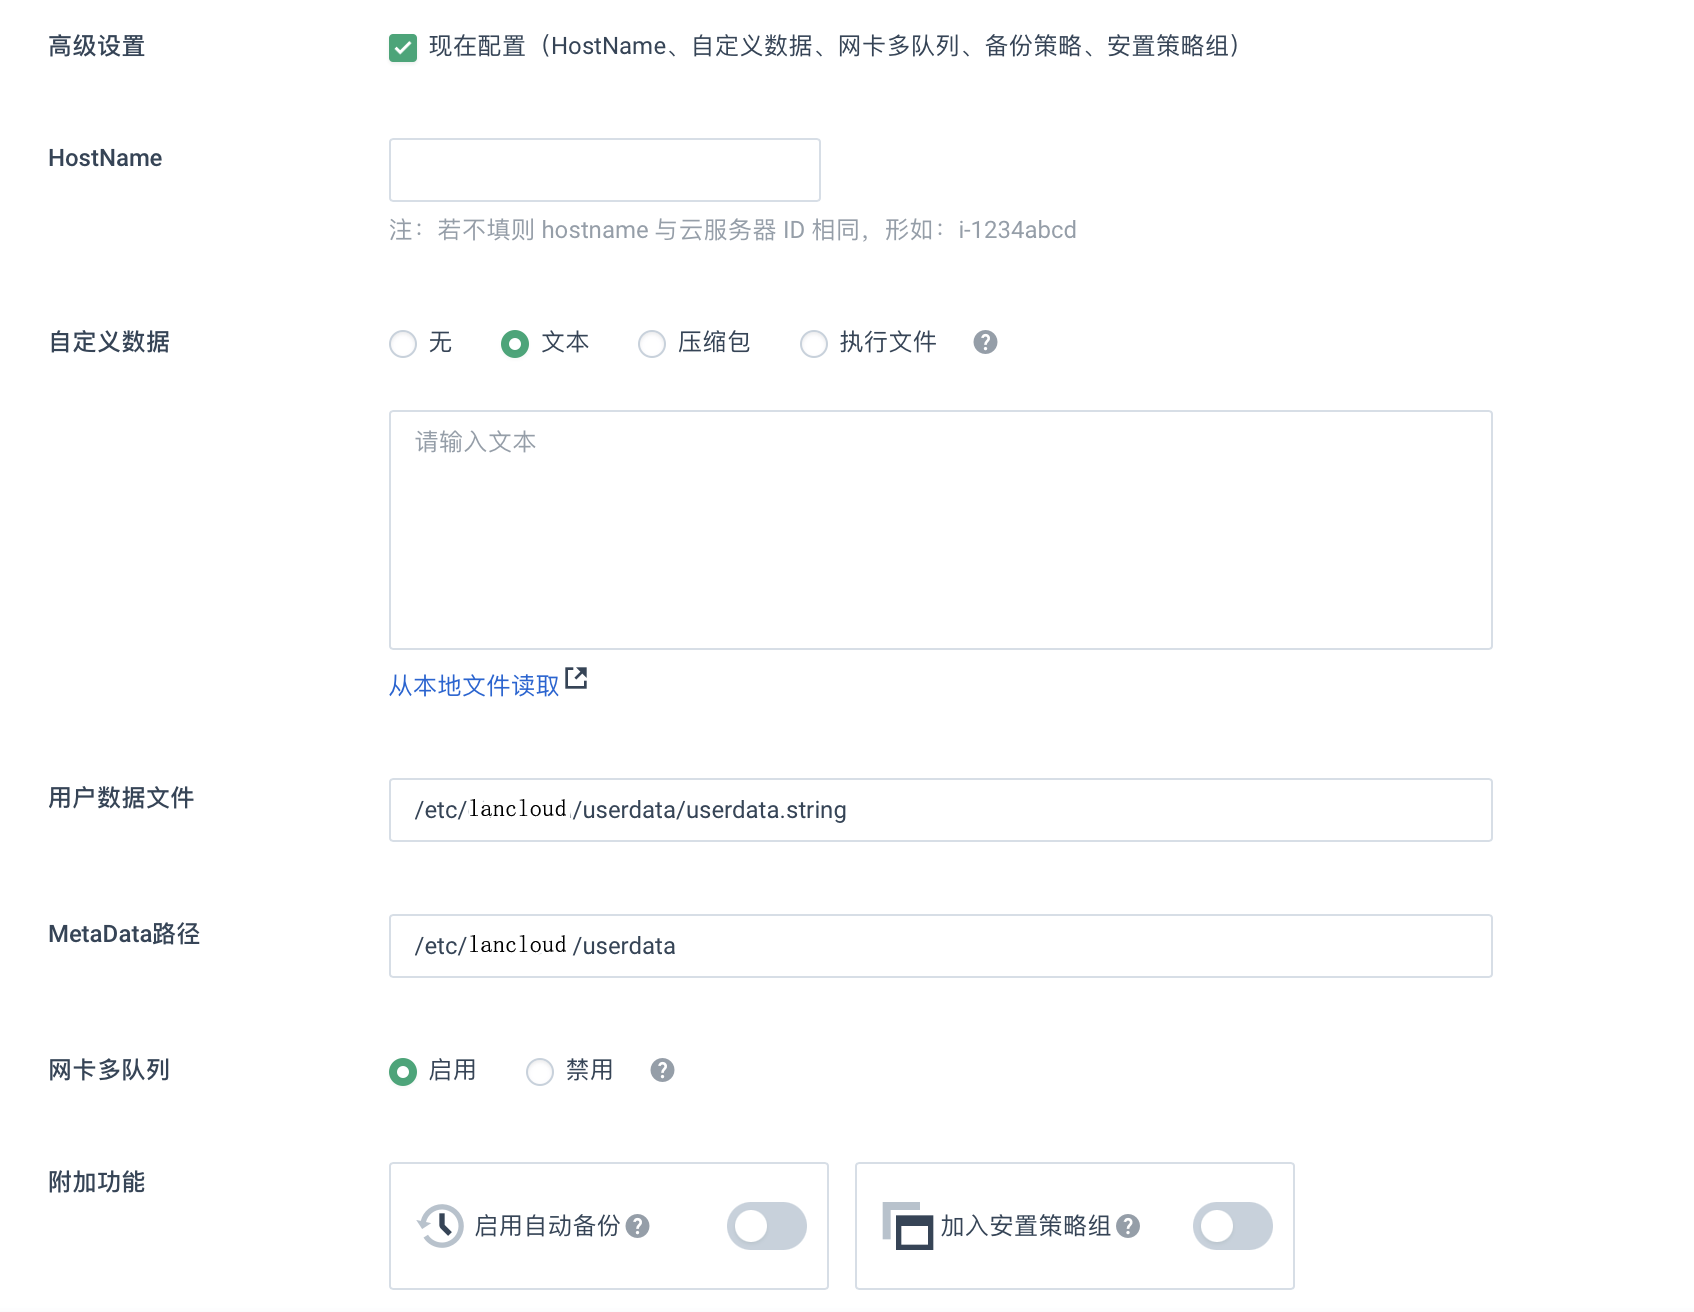 高级设置
现在配置（HostName、自定义数据、网卡多队列、备份策略、安置策略组）
HostName
注：若不填则 hostname 与云服务器 ID 相同，形如：i-1234abcd
自定义数据
无 文本 压缩包 执行文件 ?
请输入文本
从本地文件读取
用户数据文件
/etc/lancloud/userdata/userdata.string
MetaData路径
/etc/lancloud /userdata
网卡多队列
启用 禁用 ?
附加功能
启用自动备份 ?
加入安置策略组 ?